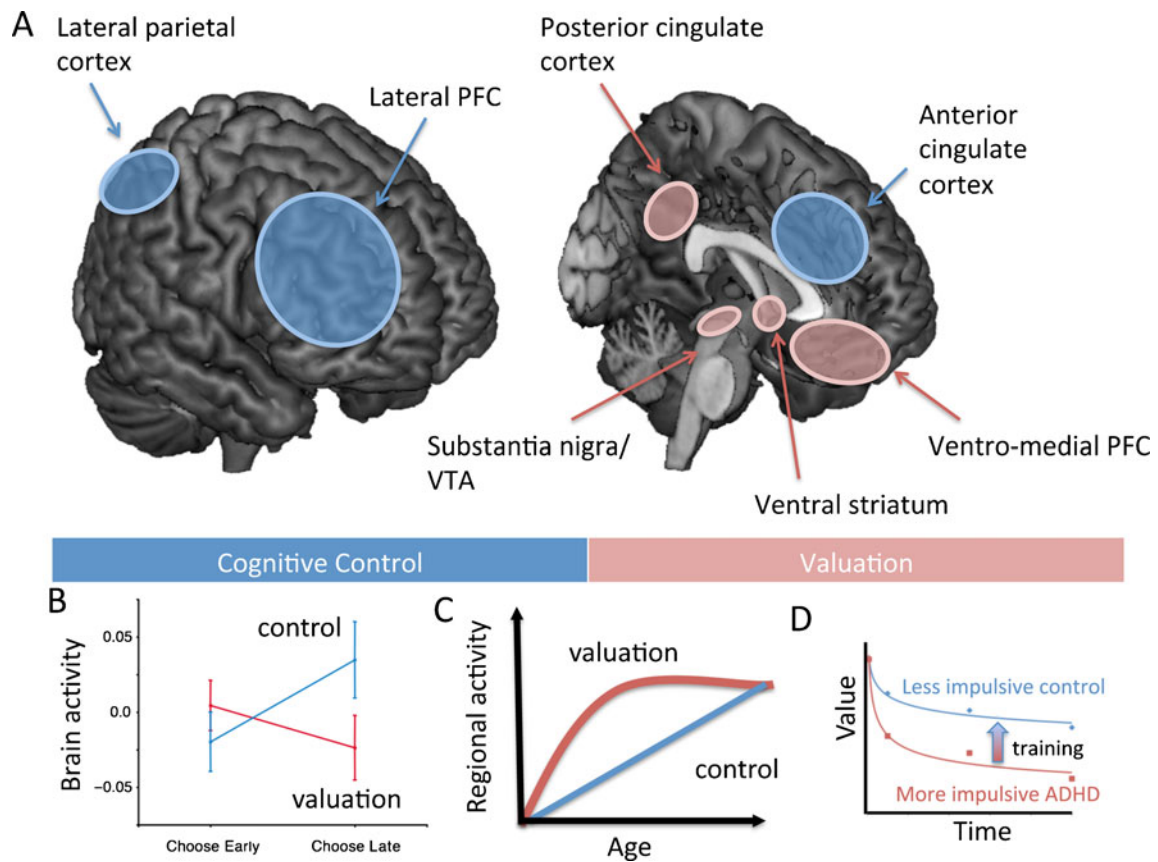 A
Lateral parietal
cortex
Lateral PFC
Posterior cingulate
cortex
Anterior
cingulate
cortex
Substantia nigra/
VTA
Ventral striatum
Ventro-medial PFC
Cognitive Control
Valuation
B
Brain activity
0.05
0.0
−0.05
control
valuation
Choose Early
Choose Late
C
Regional activity
valuation
control
Age
D
Value
Less impulsive control
training
More impulsive ADHD
Time